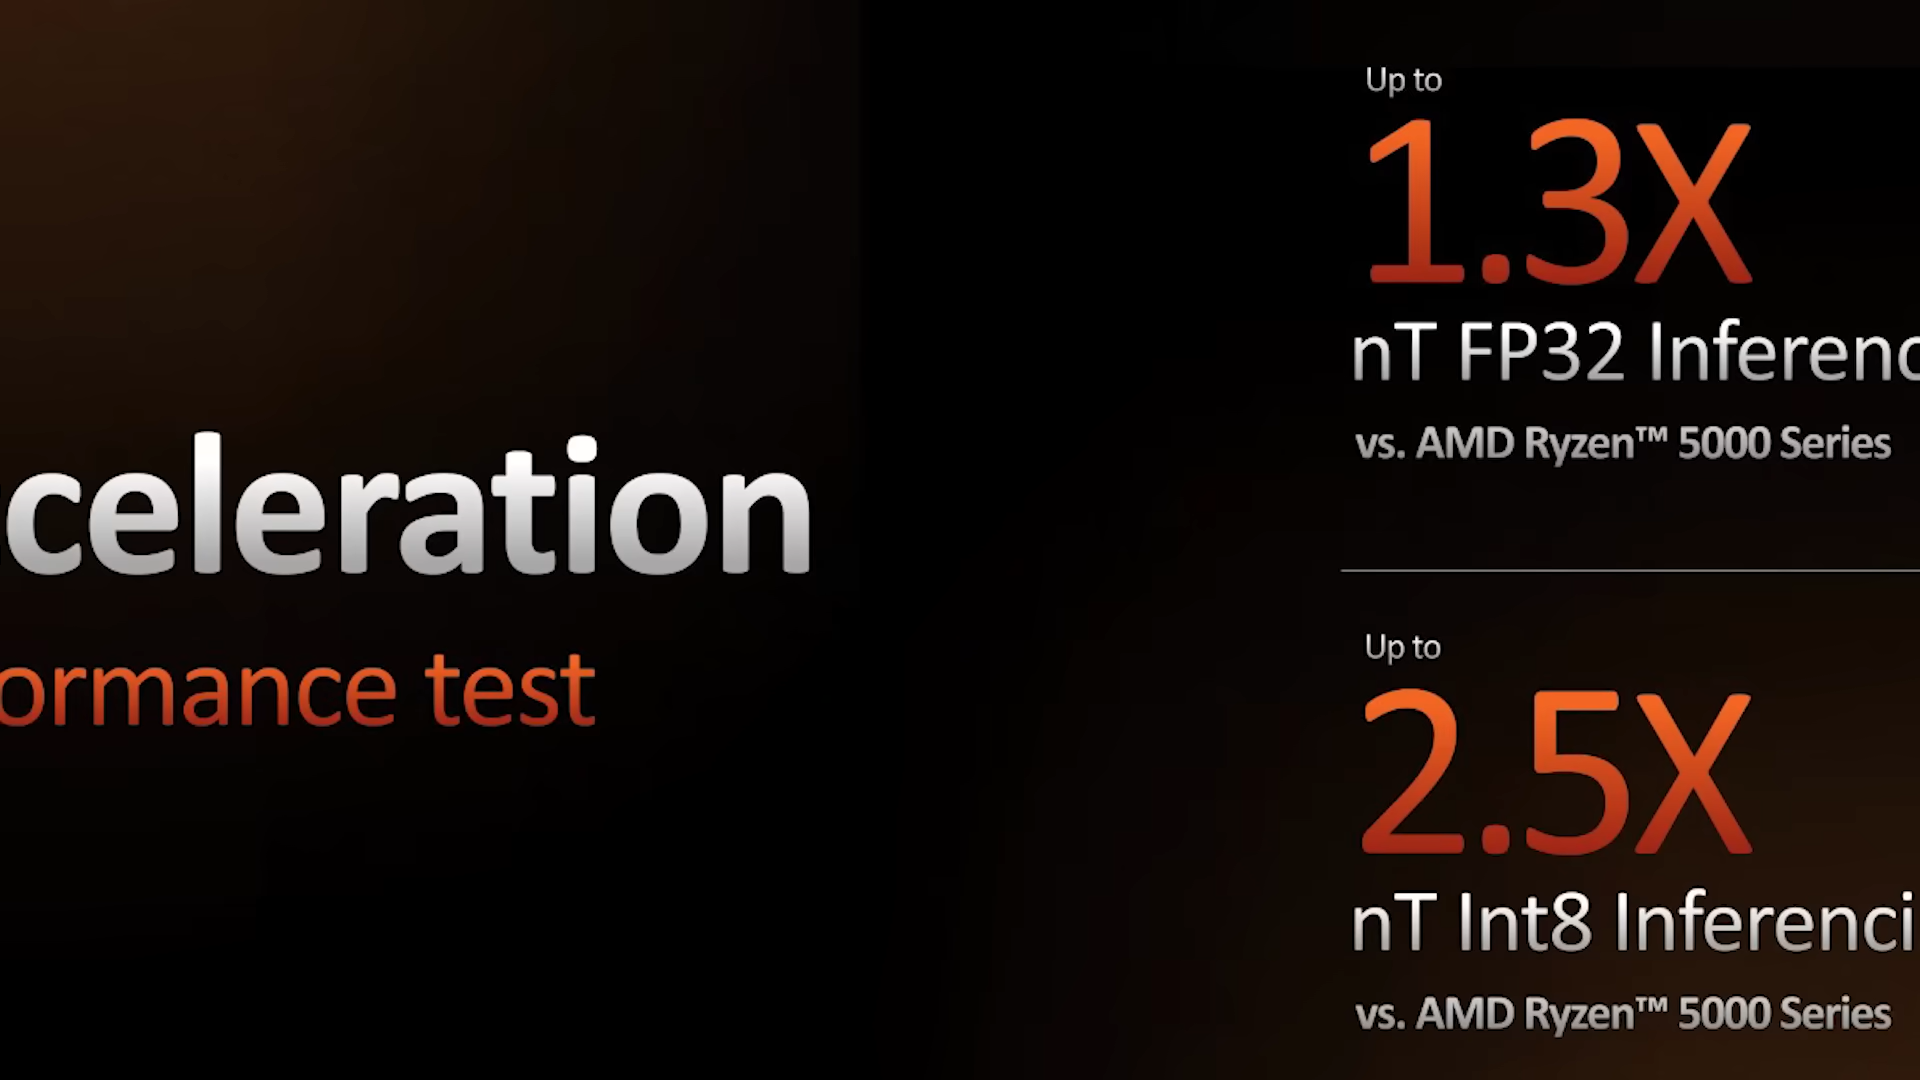 celeration
ormance test
Up to
1.3X
nT FP32 Inferenc
vs. AMD Ryzen™ 5000 Series
Up to
2.5X
nT Int8 Inferenci
vs. AMD Ryzen™ 5000 Series